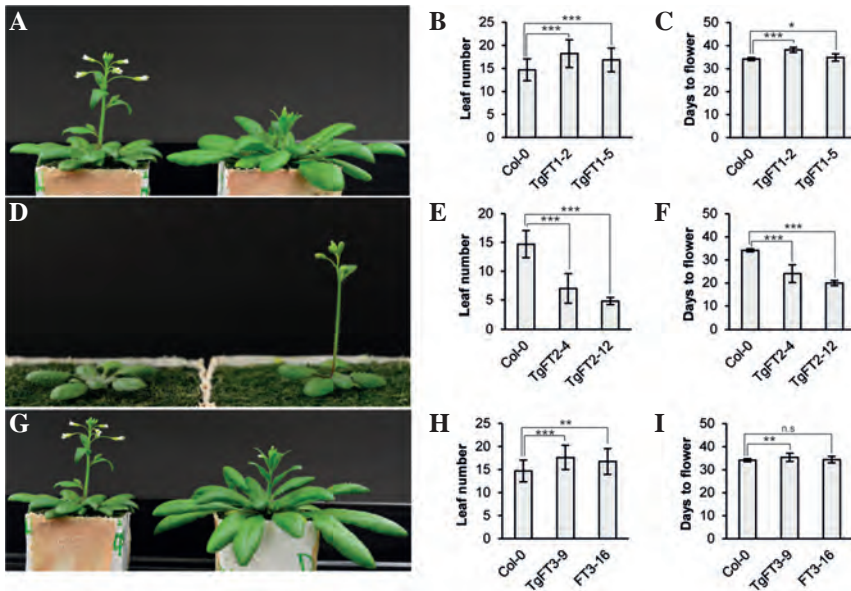 A
B
Leaf number
25
20
15
10
5
0
***
***
Col-0
TgFT1-2
TgFT1-5
C
Days to flower
50
40
30
20
10
0
*
***
Col-0
TgFT1-2
TgFT1-5
D
E
Leaf number
20
15
10
5
0
***
***
Col-0
TgFT2-4
TgFT2-12
F
Days to flower
50
40
30
20
10
0
***
***
Col-0
TgFT2-4
TgFT2-12
G
H
Leaf number
25
20
15
10
5
0
**
***
Col-0
TgFT3-9
FT3-16
I
Days to flower
50
40
30
20
10
0
n.s
**
Col-0
TgFT3-9
FT3-16